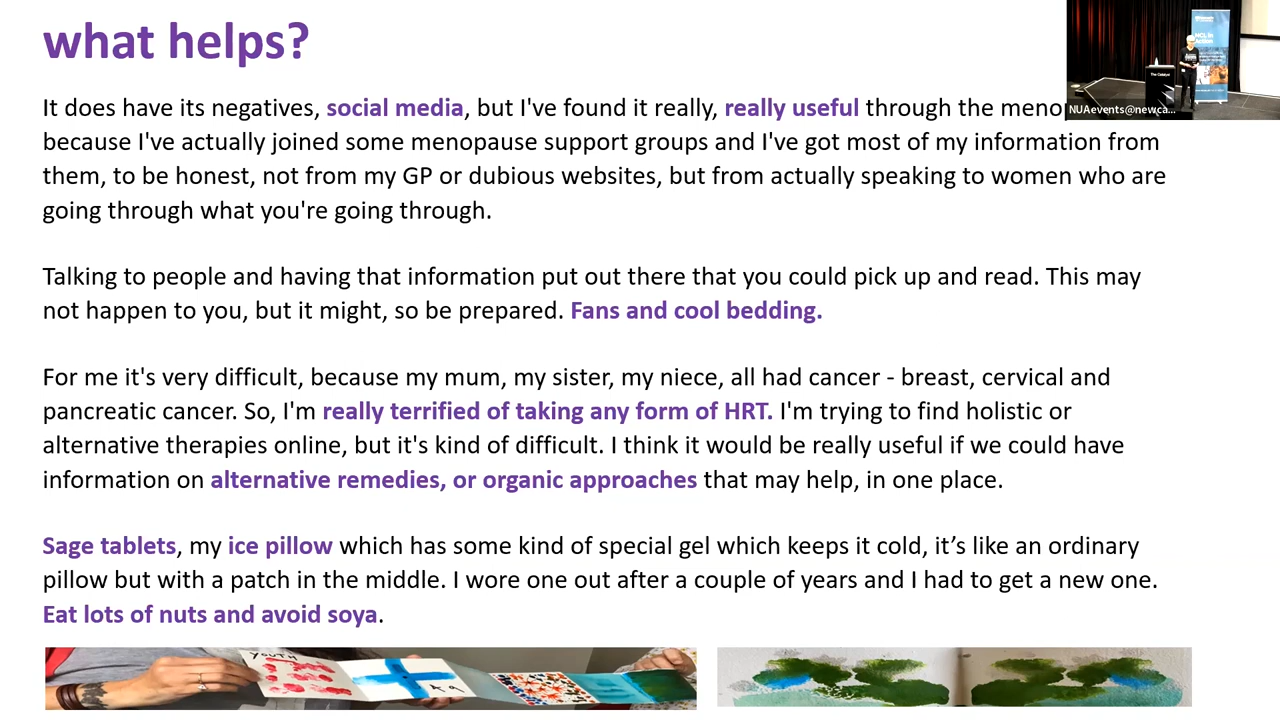 what helps?
It does have its negatives, social media, but I've found it really, really useful through the meno
because I've actually joined some menopause support groups and I've got most of my information from
them, to be honest, not from my GP or dubious websites, but from actually speaking to women who are
going through what you're going through.
Talking to people and having that information put out there that you could pick up and read. This may
not happen to you, but it might, so be prepared. Fans and cool bedding.
For me it's very difficult, because my mum, my sister, my niece, all had cancer - breast, cervical and
pancreatic cancer. So, I'm really terrified of taking any form of HRT. I'm trying to find holistic or
alternative therapies online, but it's kind of difficult. I think it would be really useful if we could have
information on alternative remedies, or organic approaches that may help, in one place.
Sage tablets, my ice pillow which has some kind of special gel which keeps it cold, it’s like an ordinary
pillow but with a patch in the middle. I wore one out after a couple of years and I had to get a new one.
Eat lots of nuts and avoid soya.
NUAevents@newca...
The Catalyst
NCL in
Action
YOUTH